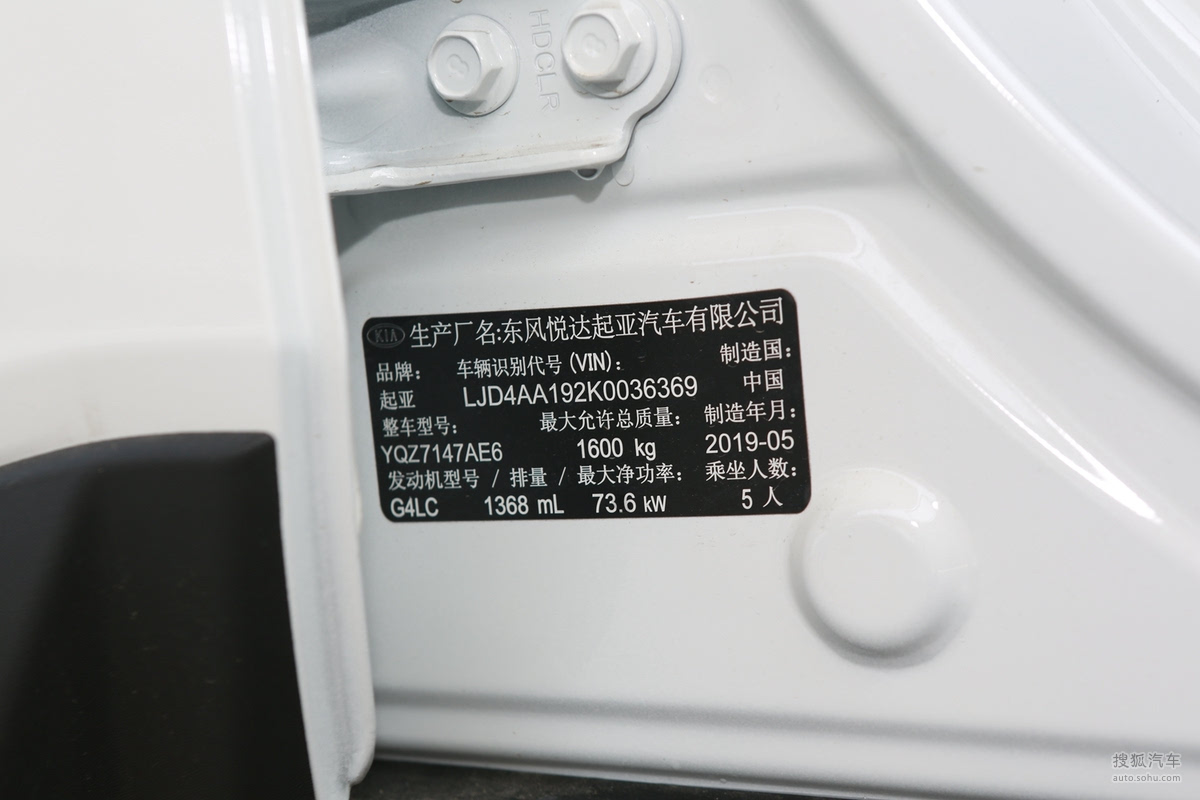 HDCLR
8
8
KIA 生产厂名:东风悦达起亚汽车有限公司
品牌: 车辆识别代号(VIN): 制造国:
起亚 LJD4AA192K0036369 中国
整车型号: 最大允许总质量: 制造年月:
YQZ7147AE6 1600 kg 2019-05
发动机型号 / 排量 / 最大净功率: 乘坐人数:
G4LC 1368 mL 73.6 kW 5 人
搜狐汽车
auto.sohu.com